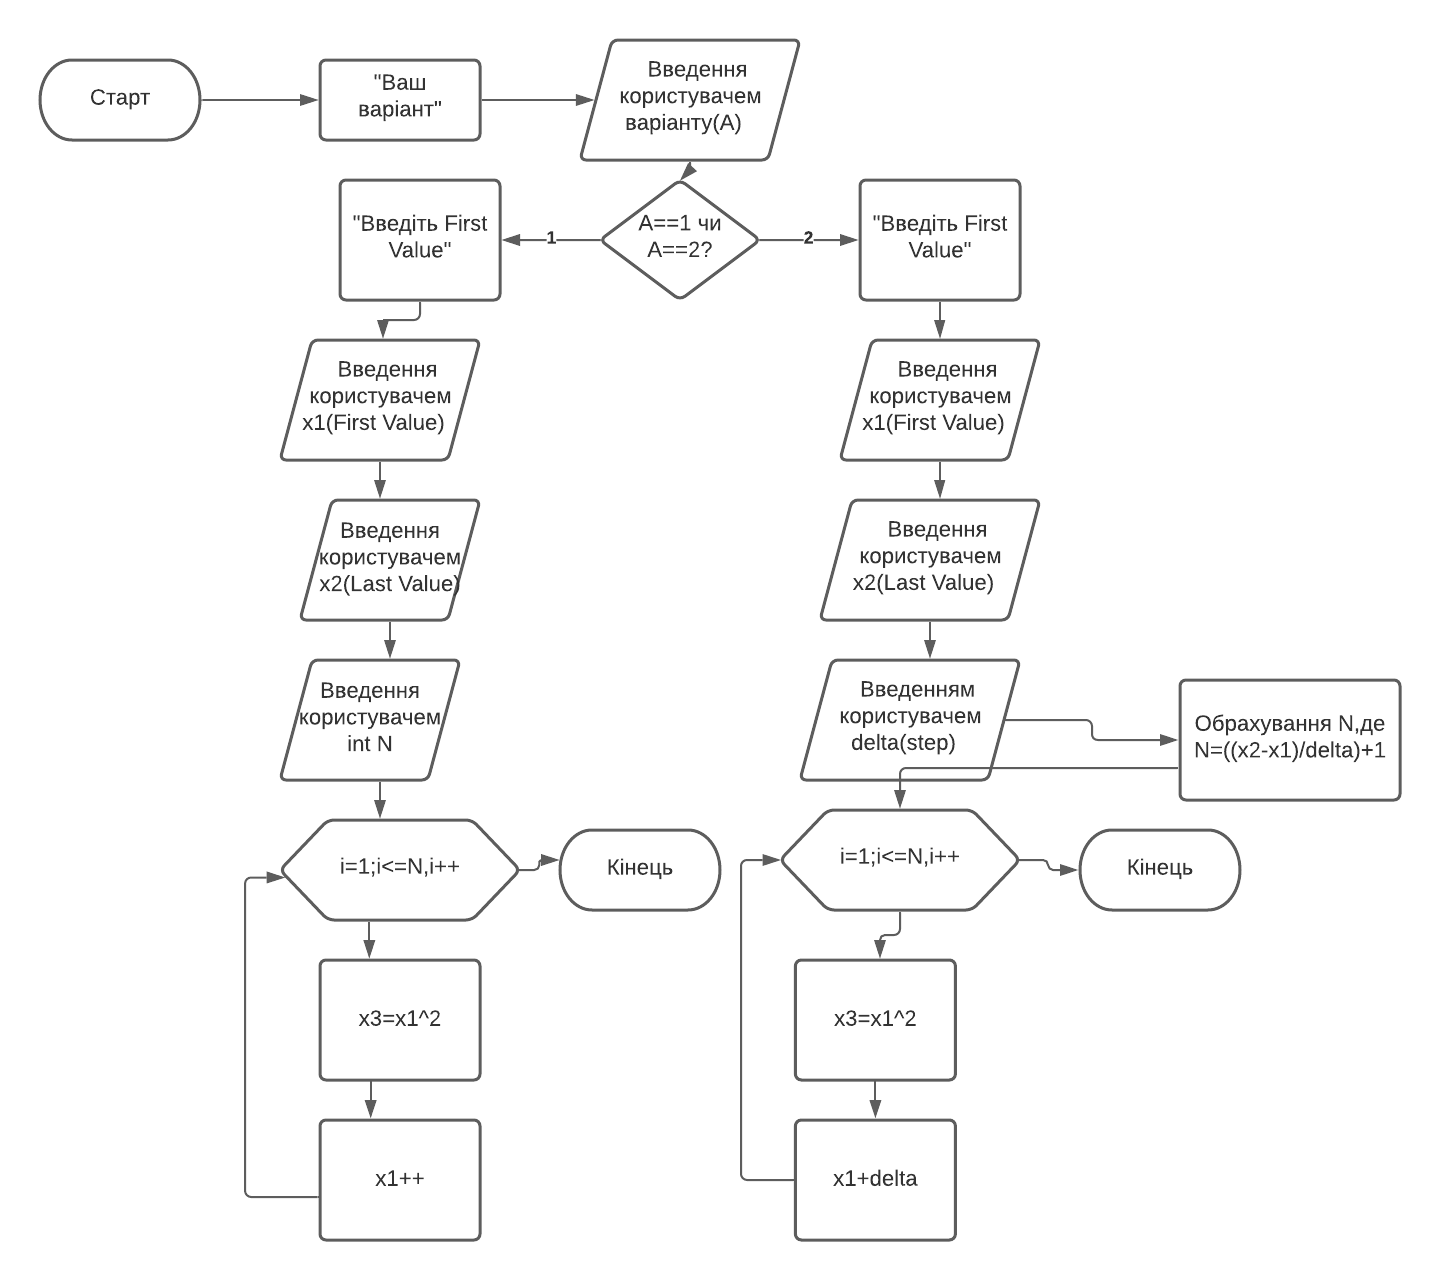 Старт
"Ваш
варіант"
Введення
користувачем
варіанту(А)
A==1 чи
A==2?
1
2
"Введіть First
Value"
Введення
користувачем
x1(First Value)
Введення
користувачем
x2(Last Value)
Введення
користувачем
int N
i=1;i<=N,i++
Кінець
x3=x1^2
x1++
"Введіть First
Value"
Введення
користувачем
x1(First Value)
Введення
користувачем
x2(Last Value)
Введенням
користувачем
delta(step)
Обрахування N,де
N=((x2-x1)/delta)+1
i=1;i<=N,i++
Кінець
x3=x1^2
x1+delta